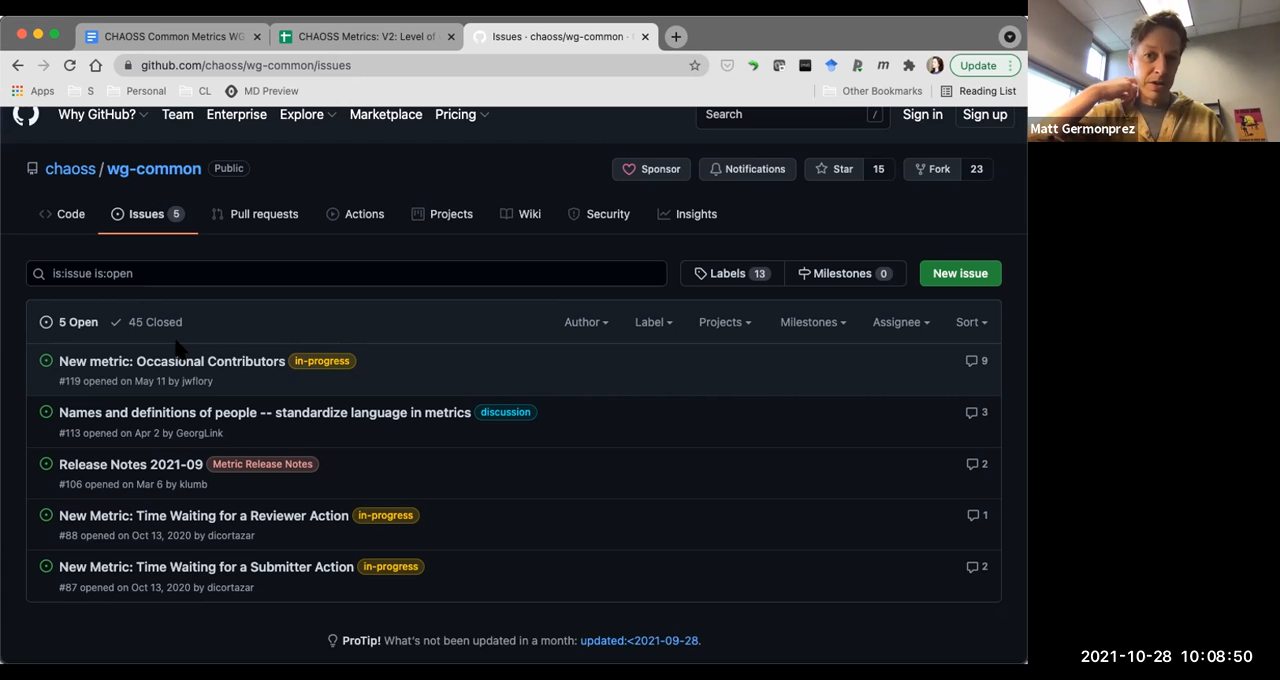 CHAOSS Common Metrics WG
CHAOSS Metrics: V2: Level of
Issues · chaoss/wg-common ·
github.com/chaoss/wg-common/issues
Update
Apps
S
Personal
CL
MD Preview
Other Bookmarks
Reading List
Why GitHub?
Team
Enterprise
Explore
Marketplace
Pricing
Search
/
Sign in
Sign up
chaoss / wg-common
Public
Sponsor
Notifications
Star
15
Fork
23
Code
Issues 5
Pull requests
Actions
Projects
Wiki
Security
Insights
is:issue is:open
Labels 13
Milestones 0
New issue
5 Open
45 Closed
Author
Label
Projects
Milestones
Assignee
Sort
New metric: Occasional Contributors in-progress
9
#119 opened on May 11 by jwflory
Names and definitions of people -- standardize language in metrics discussion
3
#113 opened on Apr 2 by GeorgLink
Release Notes 2021-09 Metric Release Notes
2
#106 opened on Mar 6 by klumb
New Metric: Time Waiting for a Reviewer Action in-progress
1
#88 opened on Oct 13, 2020 by dicortazar
New Metric: Time Waiting for a Submitter Action in-progress
2
#87 opened on Oct 13, 2020 by dicortazar
ProTip! What's not been updated in a month: updated:<2021-09-28.
Matt Germonprez
2021-10-28 10:08:50